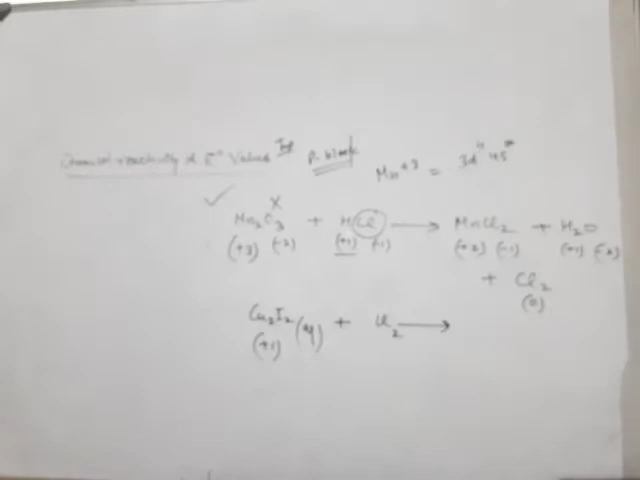 Chemical reactivity & E° Values Imp p-block
Mn+3 = 3d4 4s0
✓ Mn2O3 + HCl ⟶ MnCl2 + H2O
(+3) (-2) (+1) (-1) (+2) (-1) (+1) (-2)
+ Cl2
(0)
Cu2I2 (aq) + Cl2 ⟶
(+1)